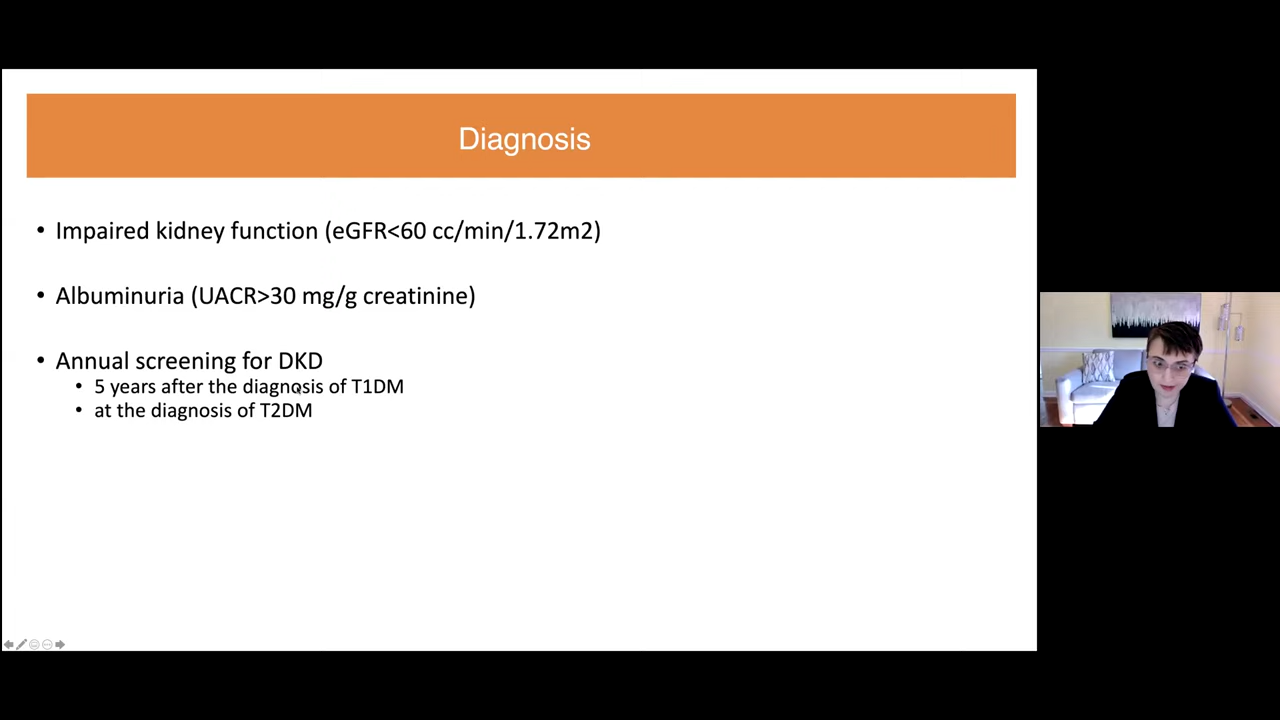 Diagnosis
• Impaired kidney function (eGFR<60 cc/min/1.72m2)
• Albuminuria (UACR>30 mg/g creatinine)
• Annual screening for DKD
• 5 years after the diagnosis of T1DM
• at the diagnosis of T2DM